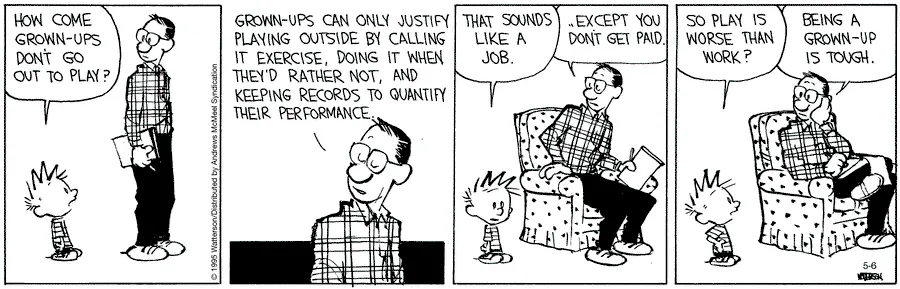 HOW COME
GROWN-UPS
DON'T GO
OUT TO PLAY?
© 1995 Watterson/Distributed by Andrews McMeel Syndication
GROWN-UPS CAN ONLY JUSTIFY
PLAYING OUTSIDE BY CALLING
IT EXERCISE, DOING IT WHEN
THEY'D RATHER NOT, AND
KEEPING RECORDS TO QUANTIFY
THEIR PERFORMANCE.
THAT SOUNDS
LIKE A
JOB.
..EXCEPT YOU
DON'T GET PAID.
SO PLAY IS
WORSE THAN
WORK?
BEING A
GROWN-UP
IS TOUGH.
5-6
WATTERSON